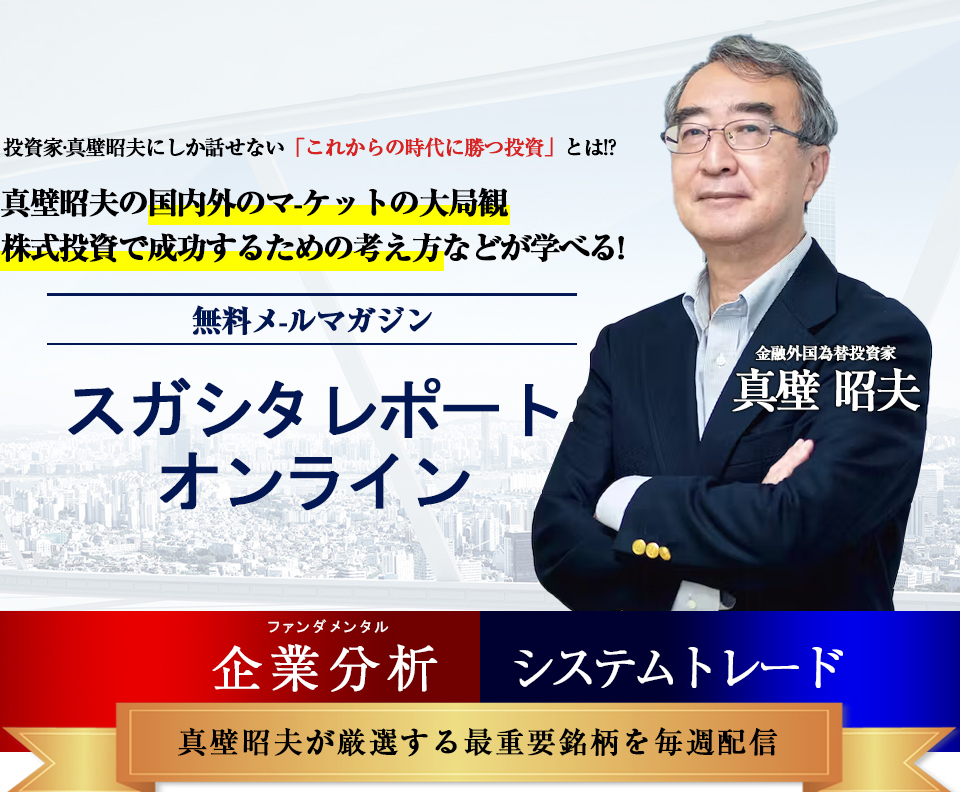 投資家・真壁昭夫にしか話せない「これからの時代に勝つ投資」とは!?
真壁昭夫の国内外のマーケットの大局観
株式投資で成功するための考え方などが学べる!
無料メールマガジン
スガシタレポート
オンライン
金融外国為替投資家
真壁 昭夫
ファンダメンタル
企業分析
システムトレード
真壁昭夫が厳選する最重要銘柄を毎週配信